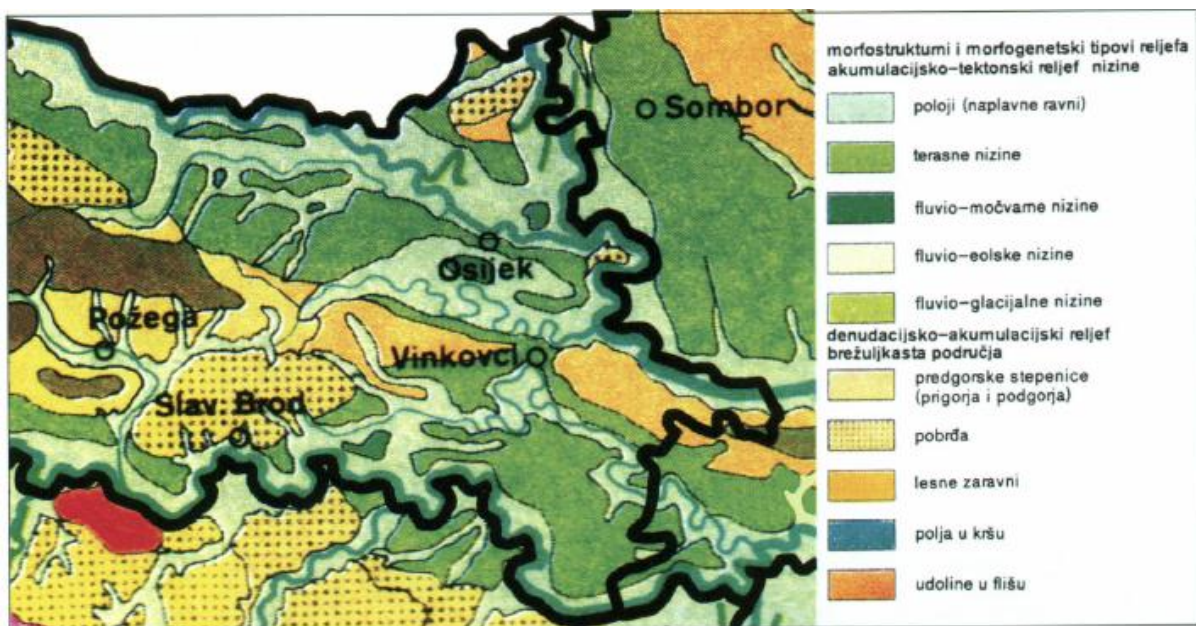 Sombor
Osijek
Požega
Vinkovci
Slav. Brod
morfostrukturni i morfogenetski tipovi reljefa
akumulacijsko–tektonski reljef nizine
poloji (naplavne ravni)
terasne nizine
fluvio–močvarne nizine
fluvio–eolske nizine
fluvio–glacijalne nizine
denudacijsko–akumulacijski reljef
brežuljkasta područja
predgorske stepenice
(prigorja i podgorja)
pobrđa
lesne zaravni
polja u kršu
udoline u flišu